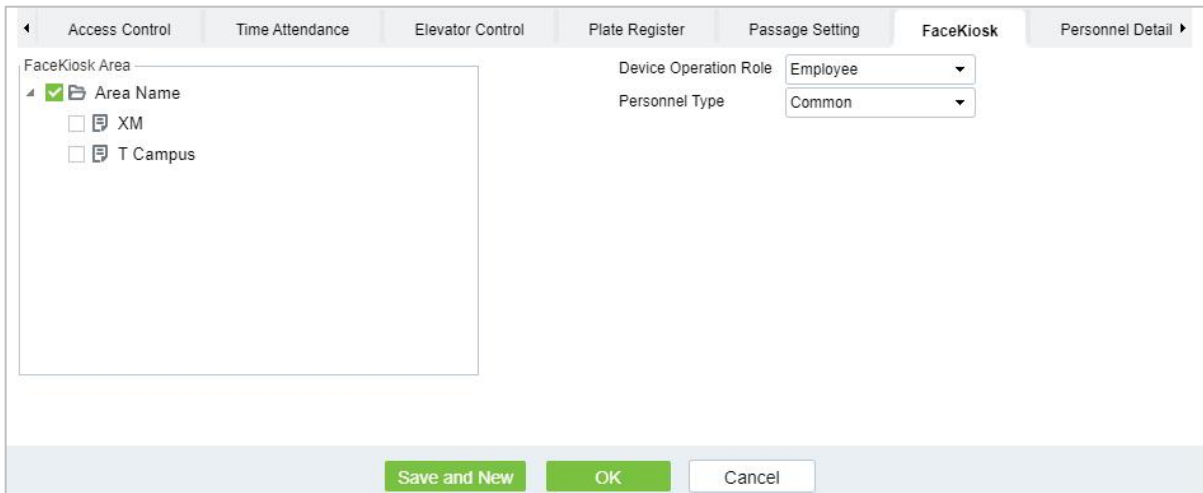 Access Control Time Attendance Elevator Control Plate Register Passage Setting FaceKiosk Personnel Detail
FaceKiosk Area
Area Name
XM
T Campus
Device Operation Role Employee
Personnel Type Common
Save and New OK Cancel